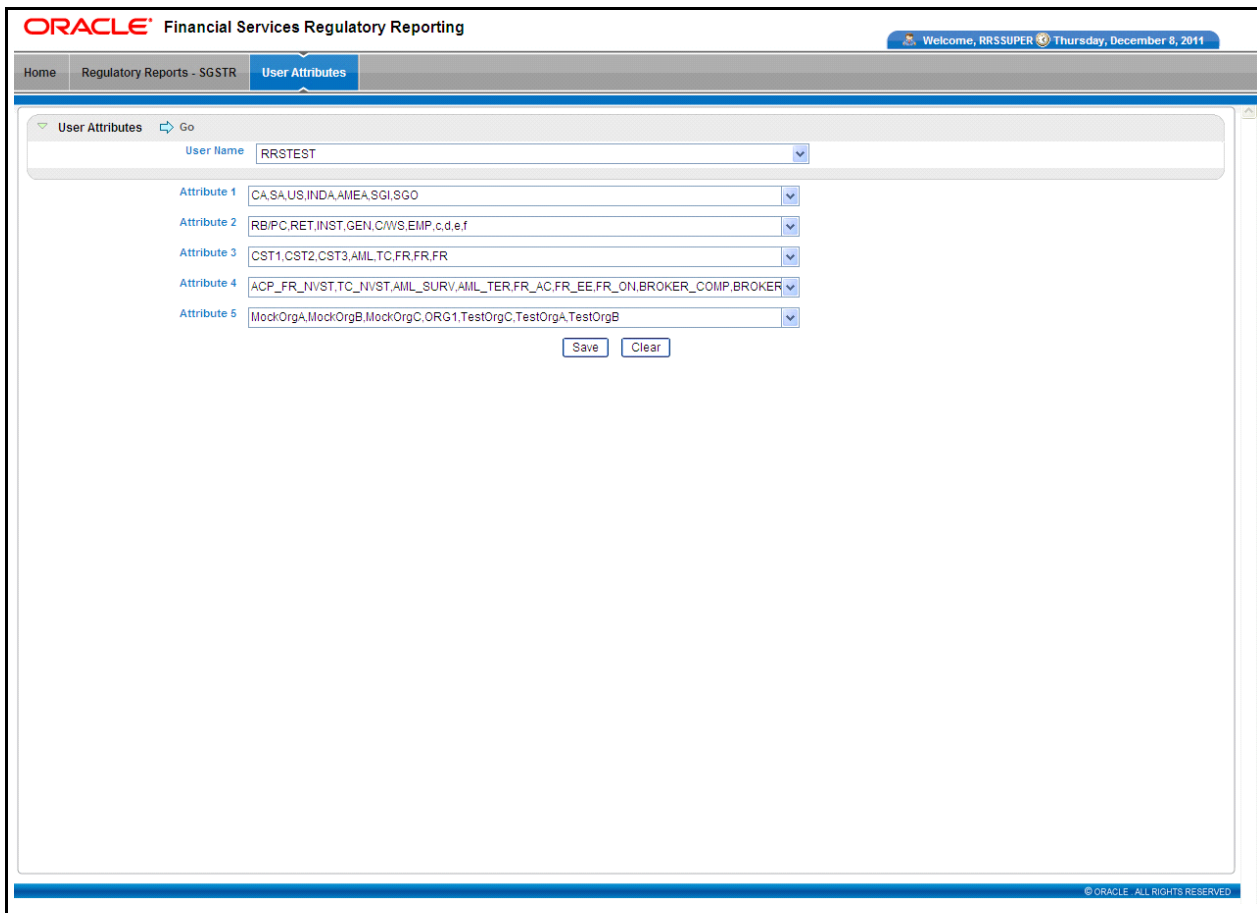 ORACLE Financial Services Regulatory Reporting
Welcome, RRSSUPER Thursday, December 8, 2011
Home Regulatory Reports - SGSTR User Attributes
User Attributes Go
User Name RRSTEST
Attribute 1 CA,SA,US,INDA,AMEA,SGI,SGO
Attribute 2 RB/PC,RET,INST,GEN,C/WS,EMP,c,d,e,f
Attribute 3 CST1,CST2,CST3,AML,TC,FR,FR,FR
Attribute 4 ACP_FR_NVST,TC_NVST,AML_SURV,AML_TER,FR_AC,FR_EE,FR_ON,BROKER_COMP,BROKER
Attribute 5 MockOrgA,MockOrgB,MockOrgC,ORG1,TestOrgC,TestOrgA,TestOrgB
Save Clear
© ORACLE . ALL RIGHTS RESERVED